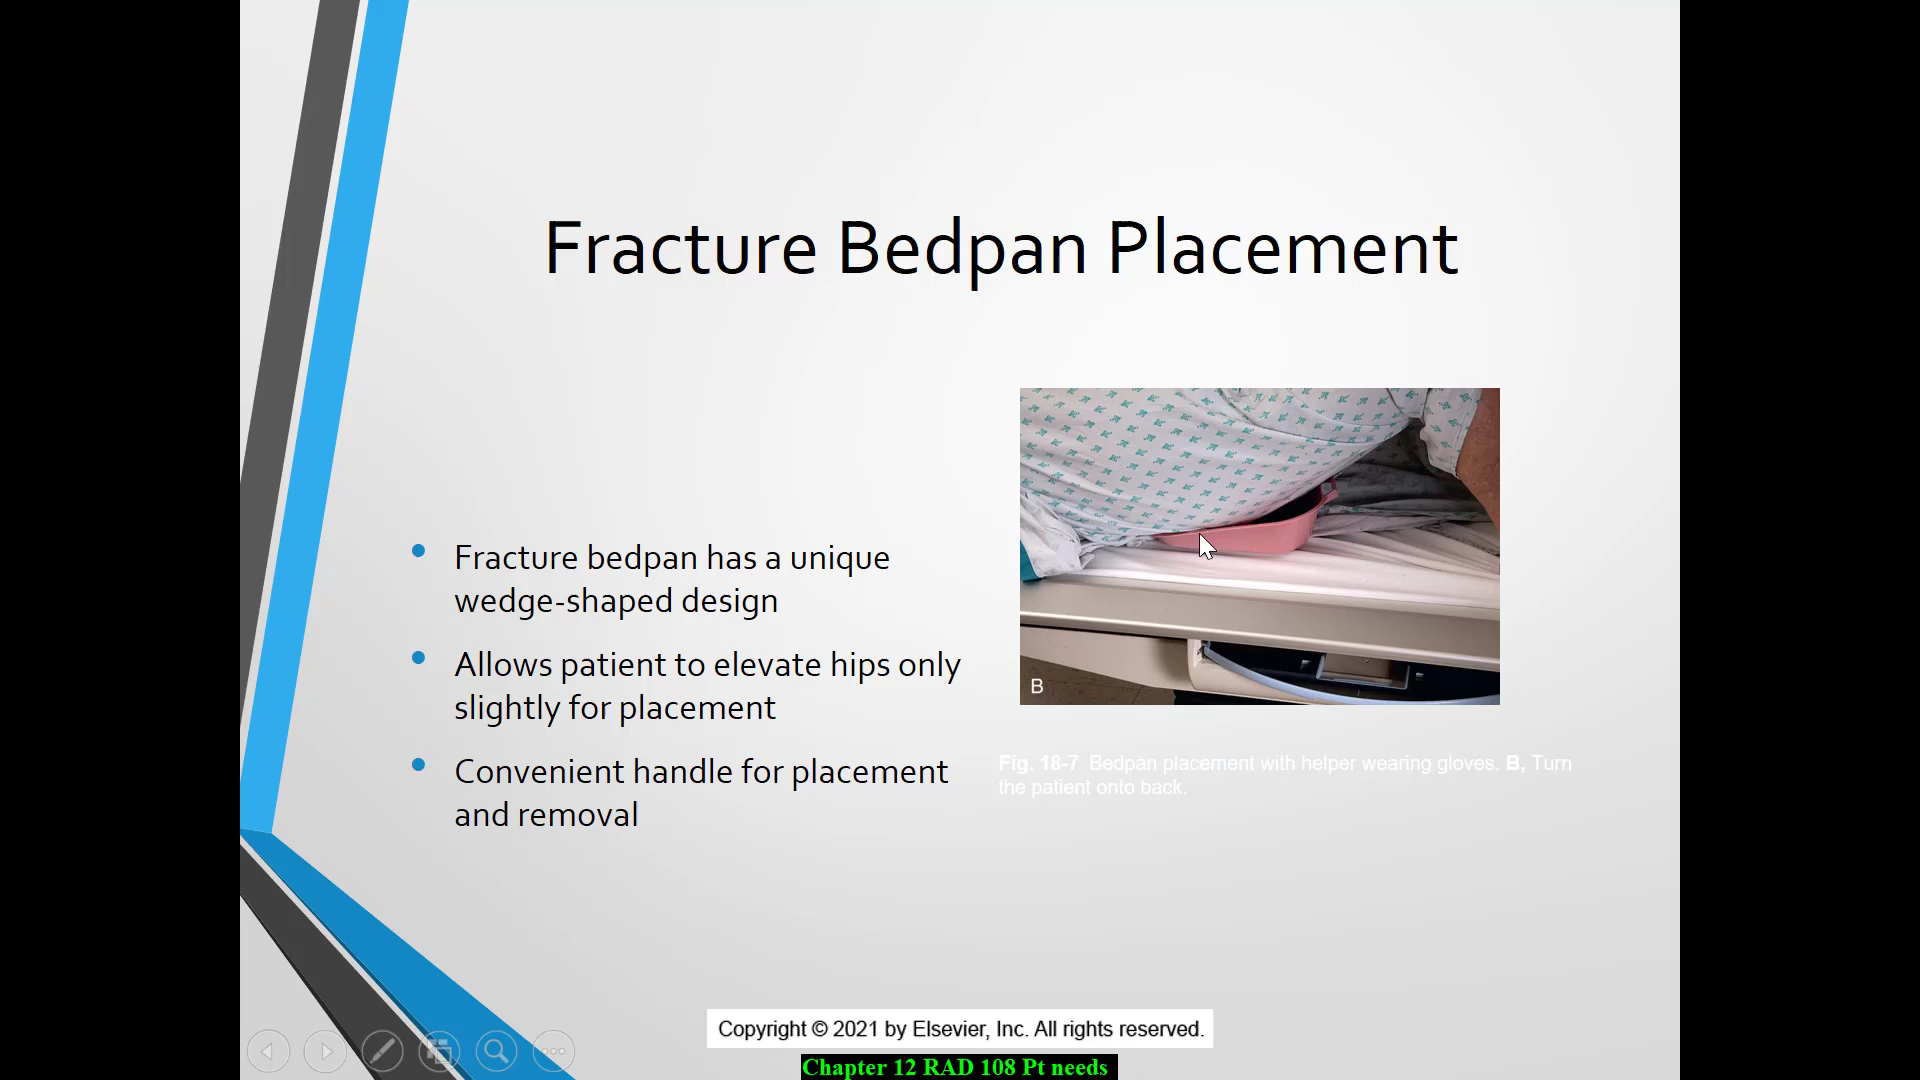 Fracture Bedpan Placement
Fracture bedpan has a unique
wedge-shaped design
Allows patient to elevate hips only
slightly for placement
Convenient handle for placement
and removal
B
Fig. 18-7 Bedpan placement with helper wearing gloves. B, Turn
the patient onto back.
Copyright © 2021 by Elsevier, Inc. All rights reserved.
Chapter 12 RAD 108 Pt needs